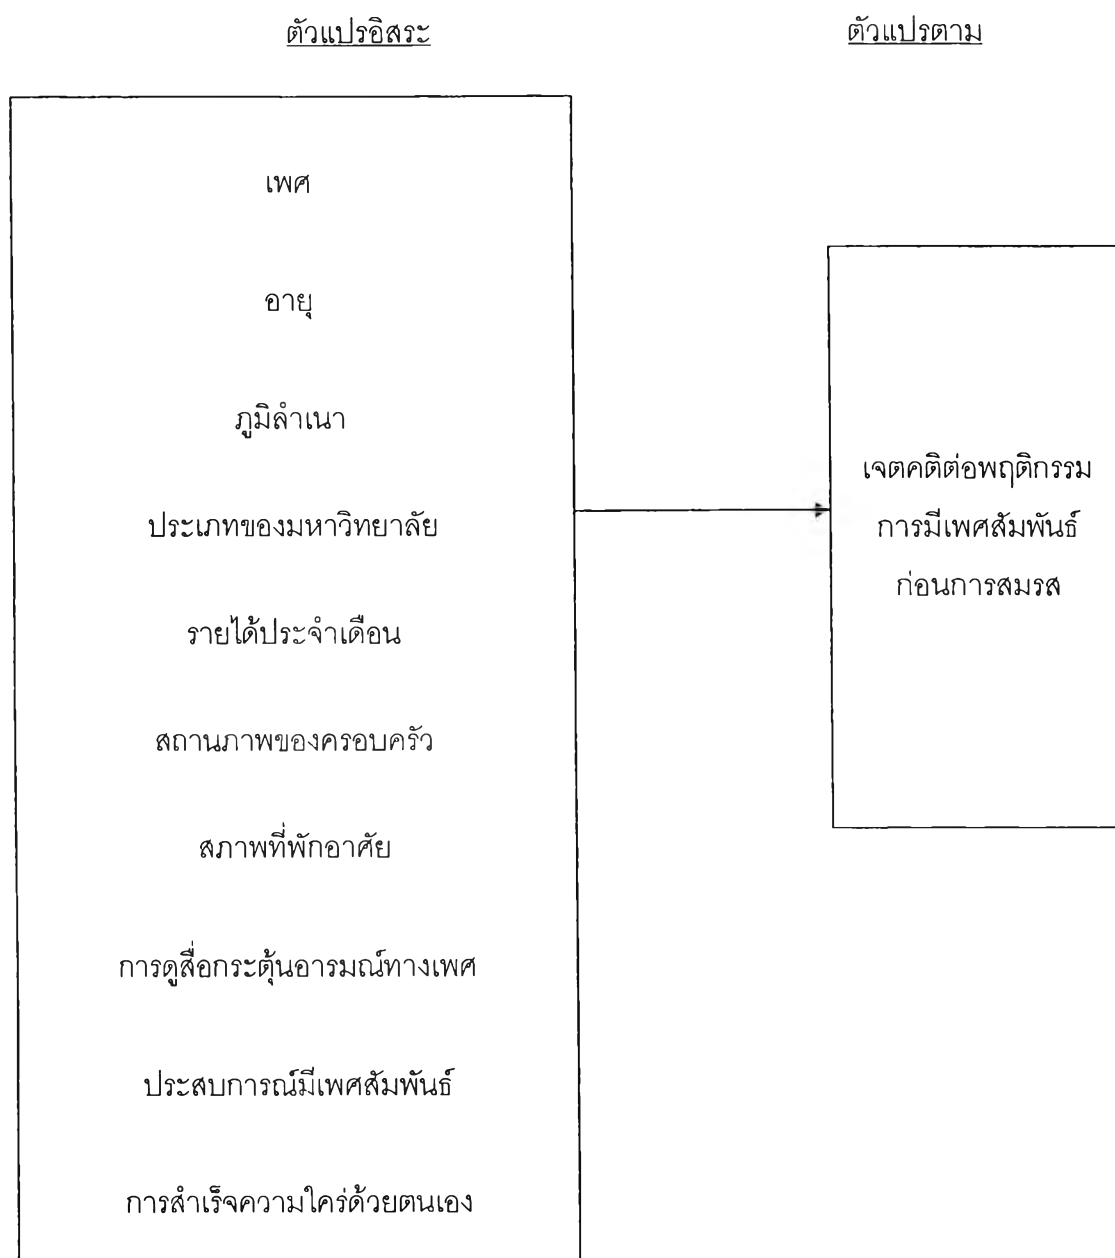 ตัวแปรอิสระ
ตัวแปรตาม
เพศ
อายุ
ภูมิลำเนา
ประเภทของมหาวิทยาลัย
รายได้ประจำเดือน
สถานภาพของครอบครัว
สภาพที่พักอาศัย
การดูสื่อกระตุ้นอารมณ์ทางเพศ
ประสบการณ์มีเพศสัมพันธ์
การสำเร็จความใคร่ด้วยตนเอง
เจตคติต่อพฤติกรรม
การมีเพศสัมพันธ์
ก่อนการสมรส